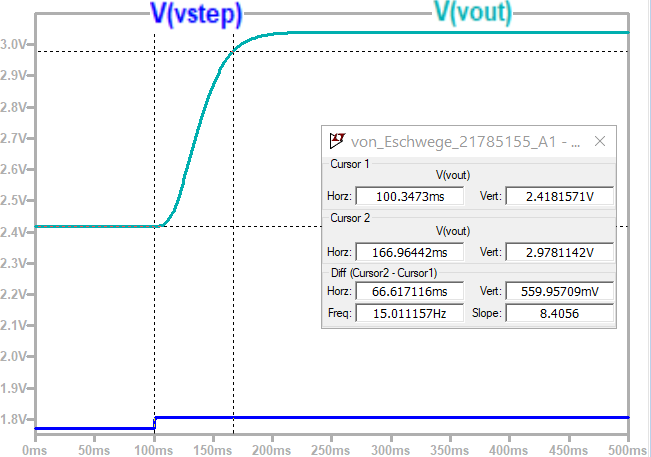 V(vstep) V(vout)
3.0V
2.9V
2.8V
2.7V
2.6V
2.5V
2.4V
2.3V
2.2V
2.1V
2.0V
1.9V
1.8V
0ms 50ms 100ms 150ms 200ms 250ms 300ms 350ms 400ms 450ms 500ms
von_Eschwege_21785155_A1 - ...
Cursor 1
V(vout)
Horz: 100.3473ms Vert: 2.4181571V
Cursor 2
V(vout)
Horz: 166.96442ms Vert: 2.9781142V
Diff (Cursor2 - Cursor1)
Horz: 66.617116ms Vert: 559.95709mV
Freq: 15.011157Hz Slope: 8.4056